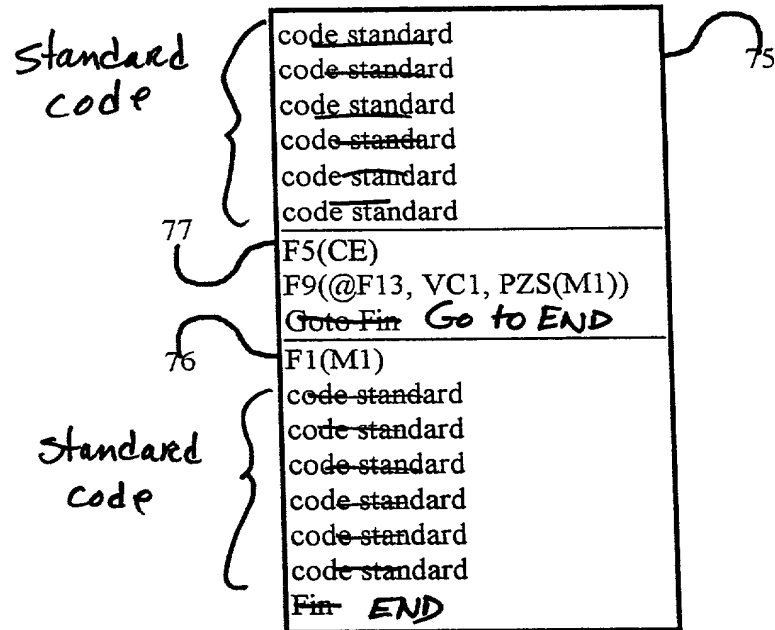 Standard code
code standard
code standard
code standard
code standard
code standard
code standard
75
77
F5(CE)
F9(@F13, VC1, PZS(M1))
Goto Fin Go to END
76
F1(M1)
Standard code
code standard
code standard
code standard
code standard
code standard
code standard
Fin END